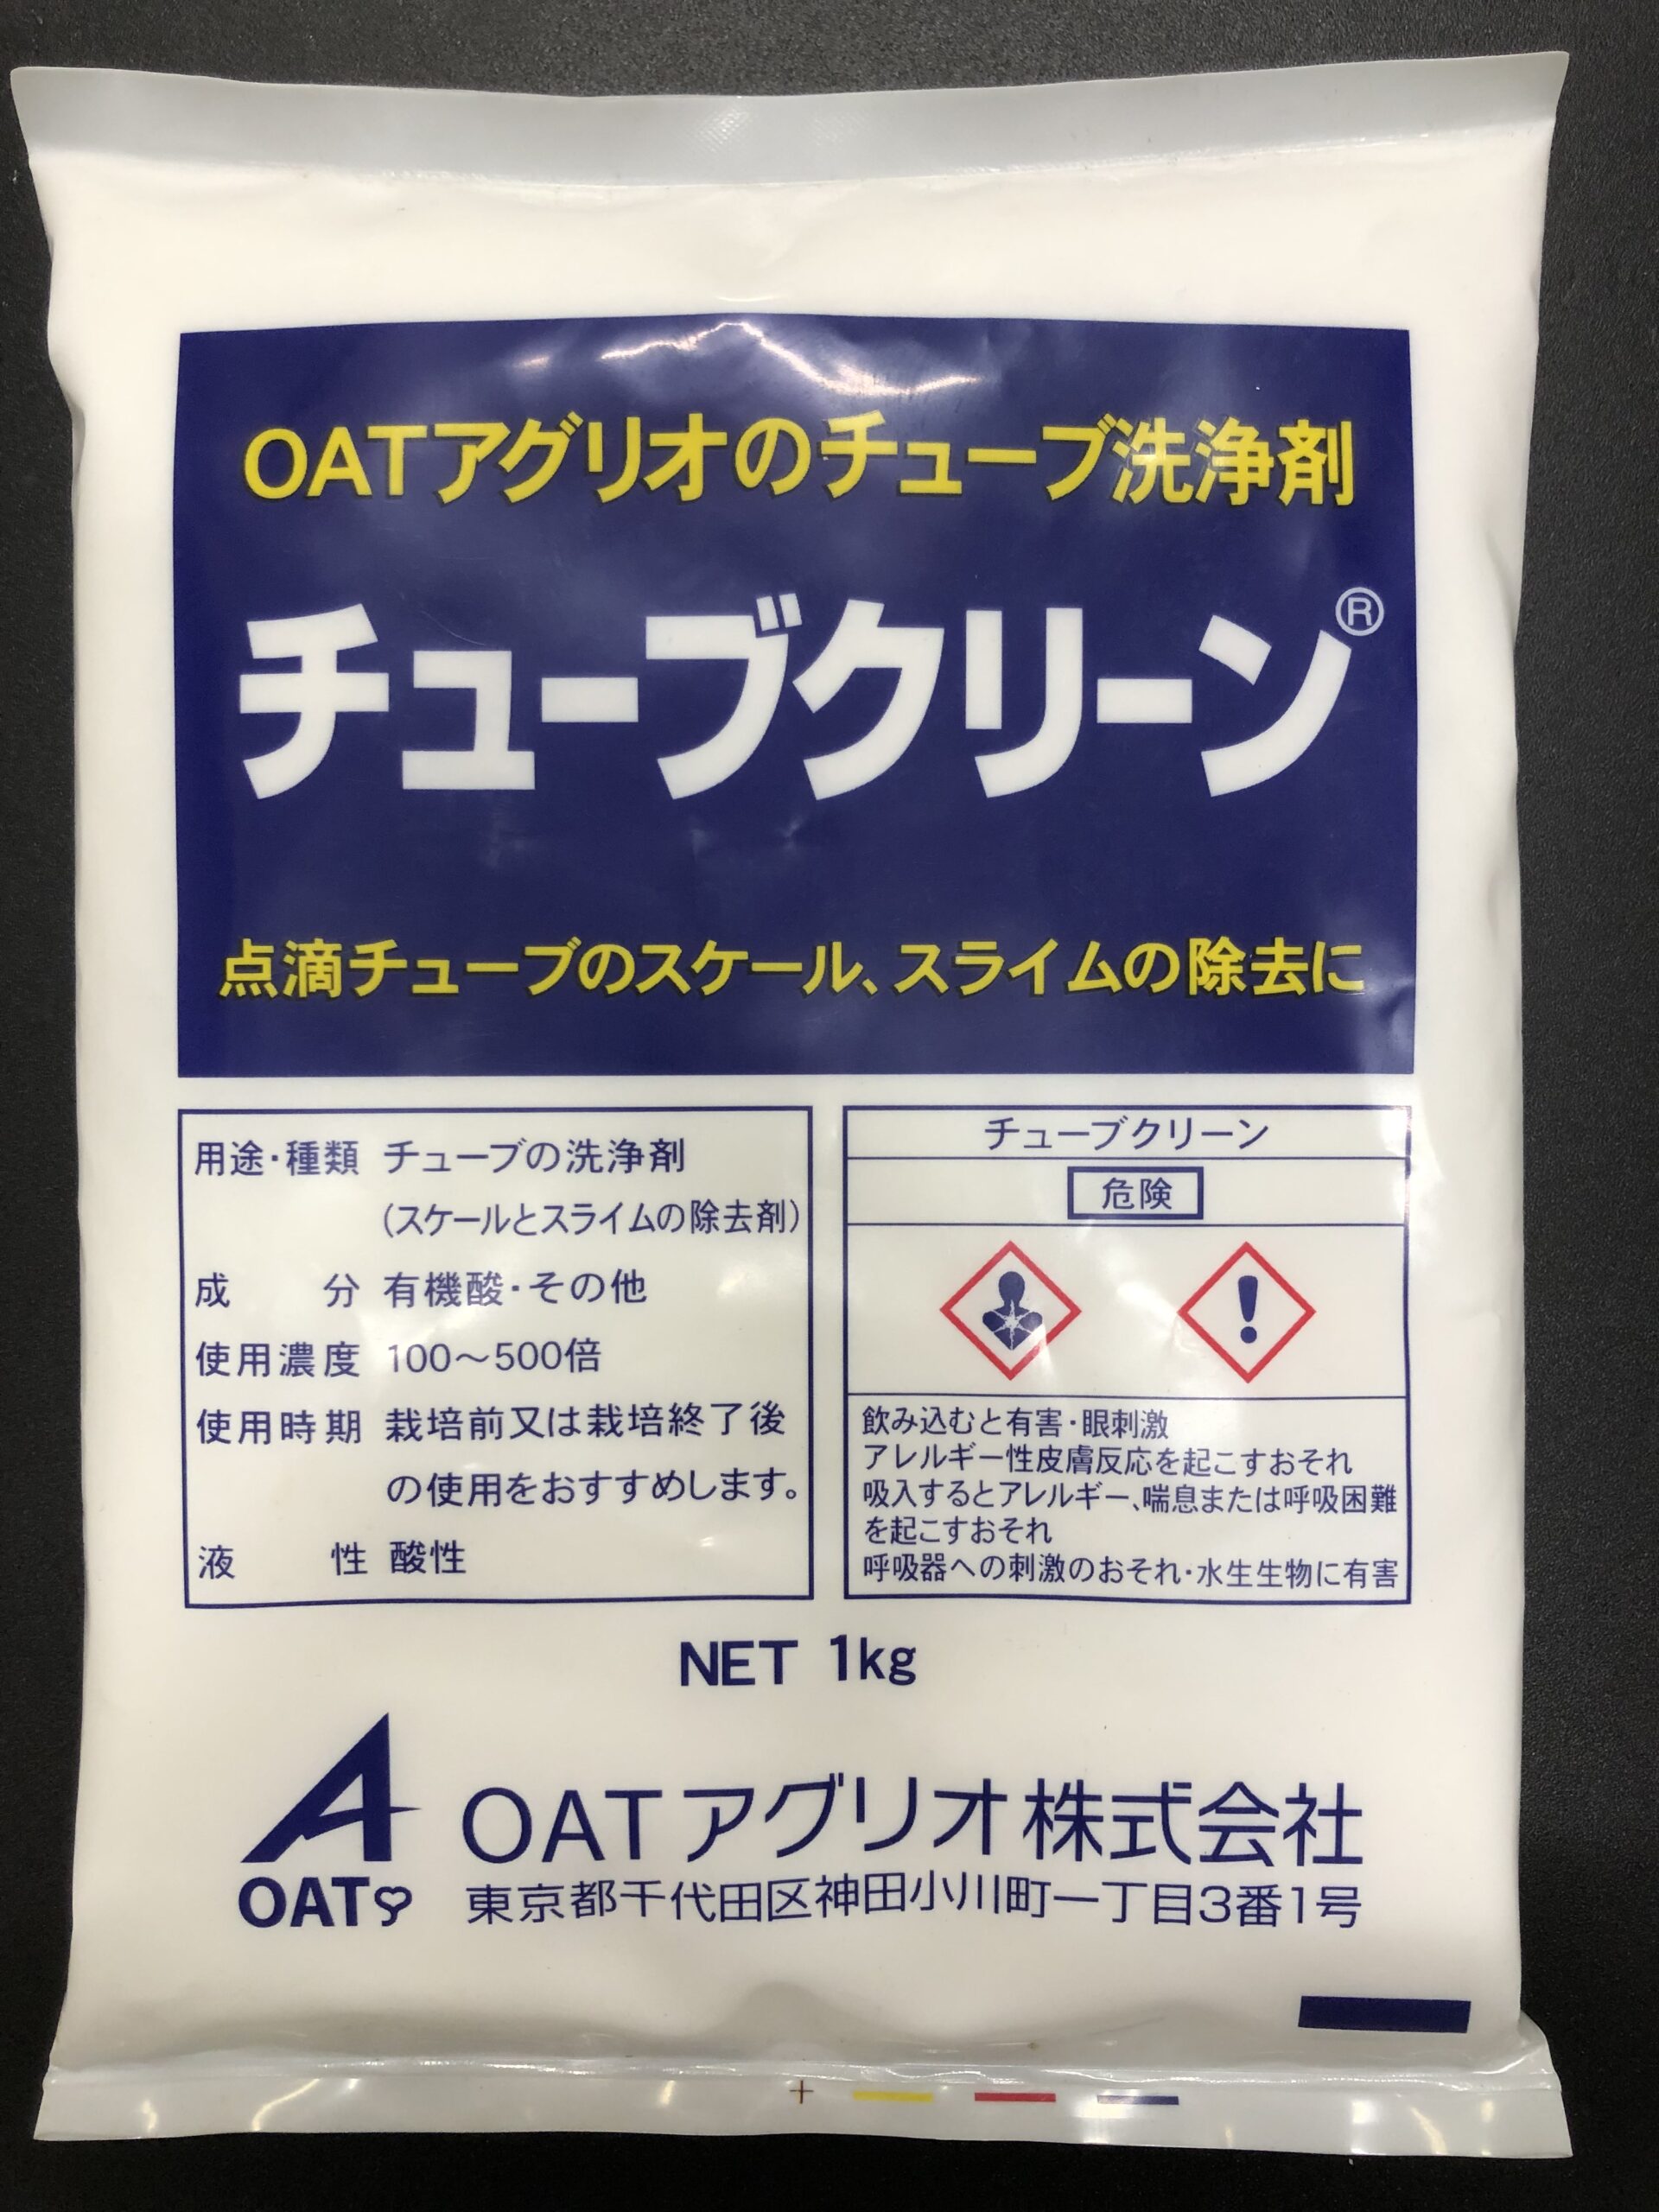 OATアグリオのチューブ洗浄剤
チューブクリーン®
点滴チューブのスケール、スライムの除去に
用途・種類 チューブの洗浄剤
(スケールとスライムの除去剤)
成分 有機酸・その他
使用濃度 100～500倍
使用時期 栽培前又は栽培終了後
の使用をおすすめします。
液性 酸性
チューブクリーン
危険
飲み込むと有害・眼刺激
アレルギー性皮膚反応を起こすおそれ
吸入するとアレルギー、喘息または呼吸困難
を起こすおそれ
呼吸器への刺激のおそれ・水生生物に有害
NET 1kg
OAT
OATアグリオ株式会社
東京都千代田区神田小川町一丁目3番1号